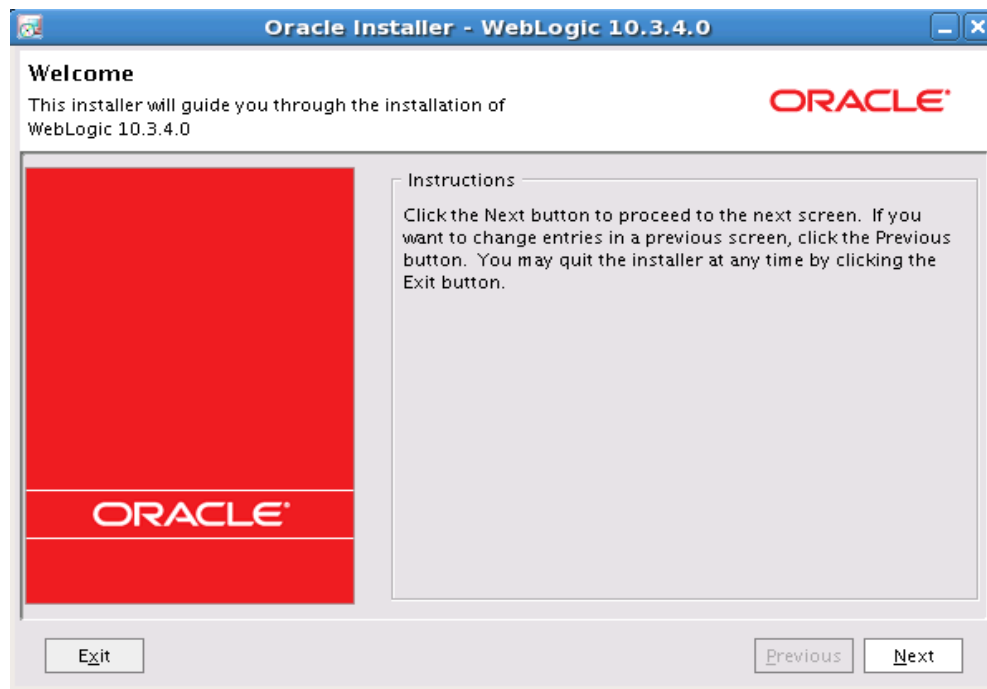 Oracle Installer - WebLogic 10.3.4.0
Welcome
This installer will guide you through the installation of
WebLogic 10.3.4.0
ORACLE
Instructions
Click the Next button to proceed to the next screen. If you
want to change entries in a previous screen, click the Previous
button. You may quit the installer at any time by clicking the
Exit button.
ORACLE
Exit
Previous
Next